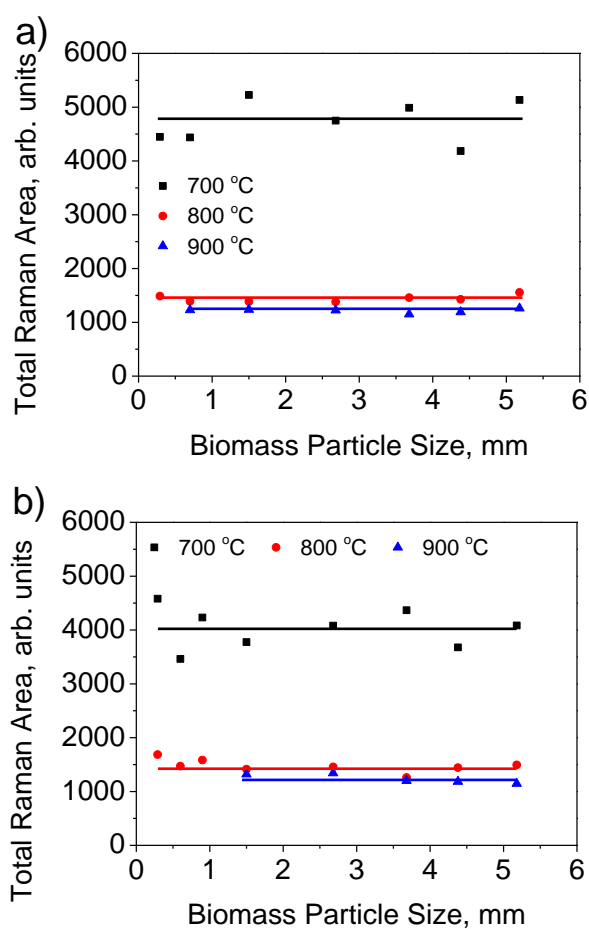 a)
6000
5000
4000
3000
2000
1000
0
Total Raman Area, arb. units
700 °C
800 °C
900 °C
0 1 2 3 4 5 6
Biomass Particle Size, mm
b)
6000
5000
4000
3000
2000
1000
0
Total Raman Area, arb. units
700 °C 800 °C 900 °C
0 1 2 3 4 5 6
Biomass Particle Size, mm